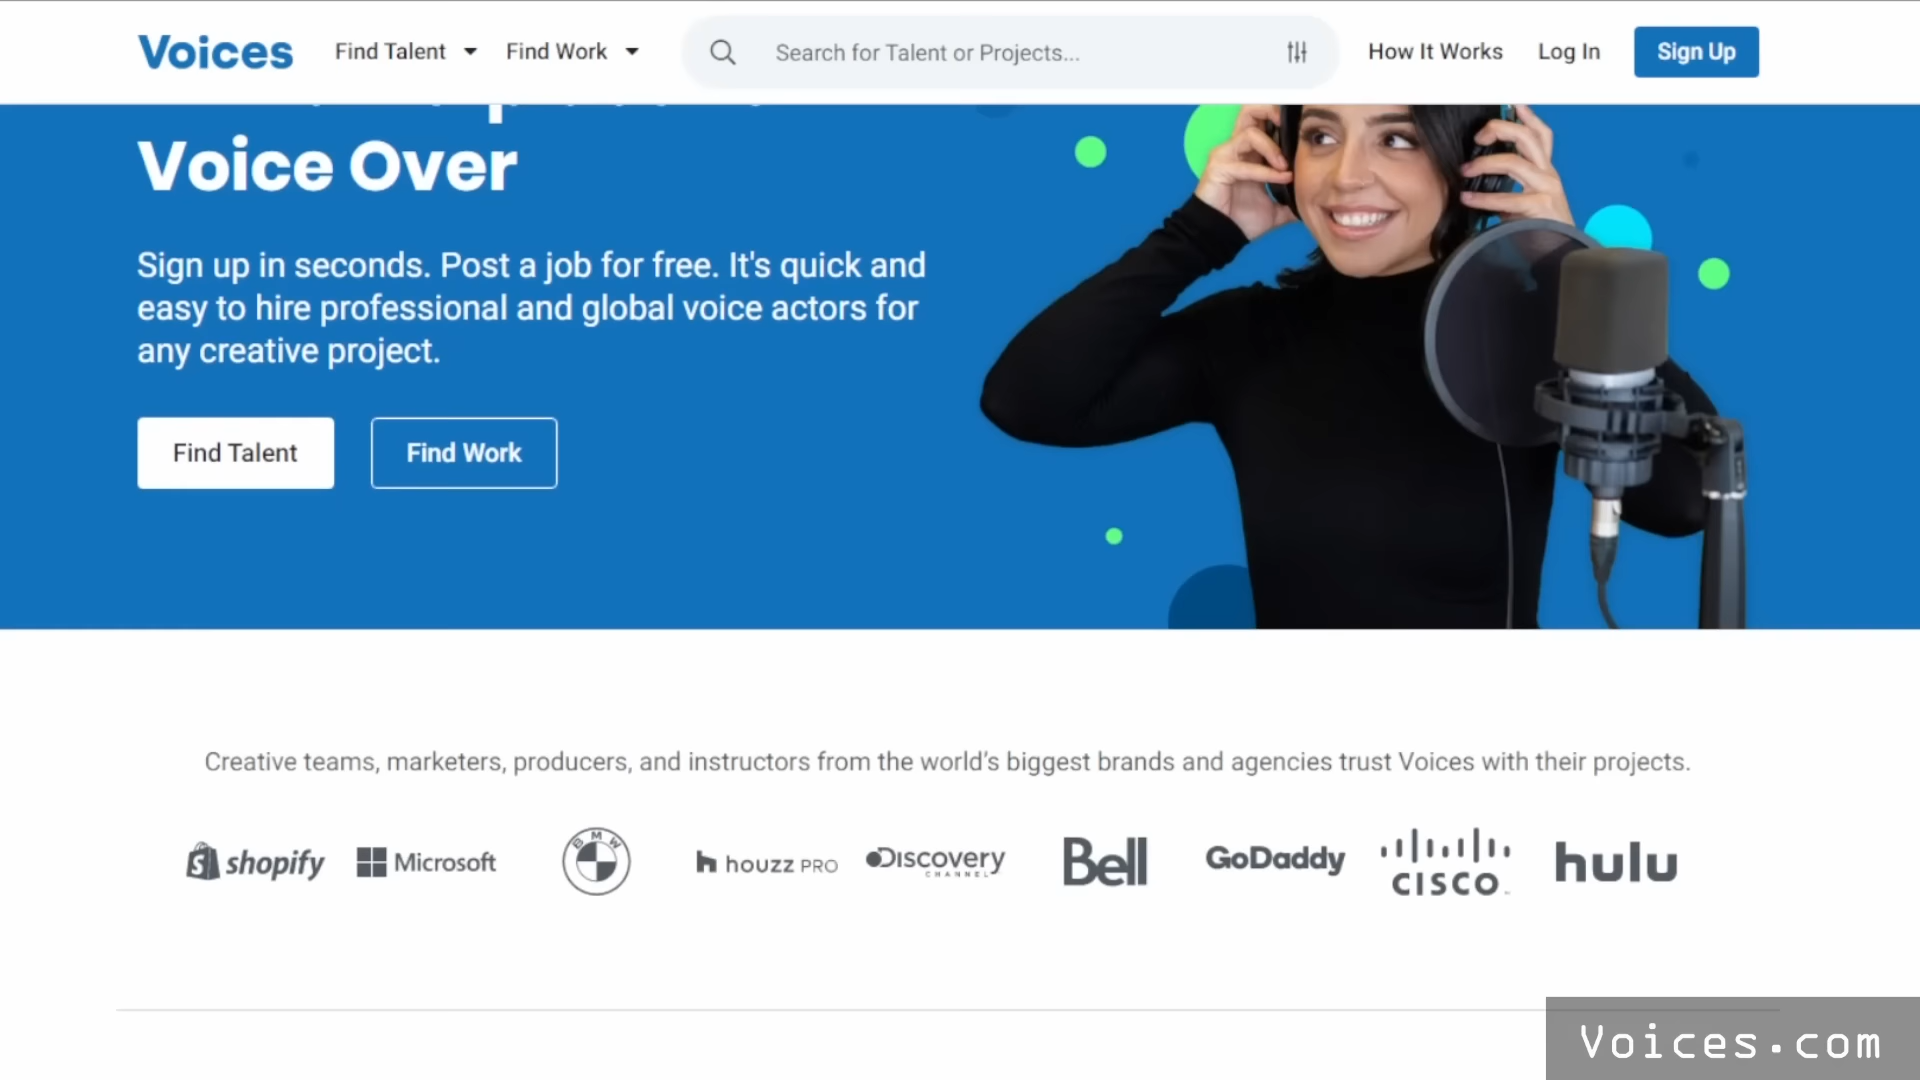 Voices
Find Talent
Find Work
Search for Talent or Projects...
How It Works
Log In
Sign Up
Voice Over
Sign up in seconds. Post a job for free. It's quick and
easy to hire professional and global voice actors for
any creative project.
Find Talent
Find Work
Creative teams, marketers, producers, and instructors from the world’s biggest brands and agencies trust Voices with their projects.
shopify
Microsoft
BMW
houzz PRO
Discovery
CHANNEL
Bell
GoDaddy
CISCO
hulu
Voices.com